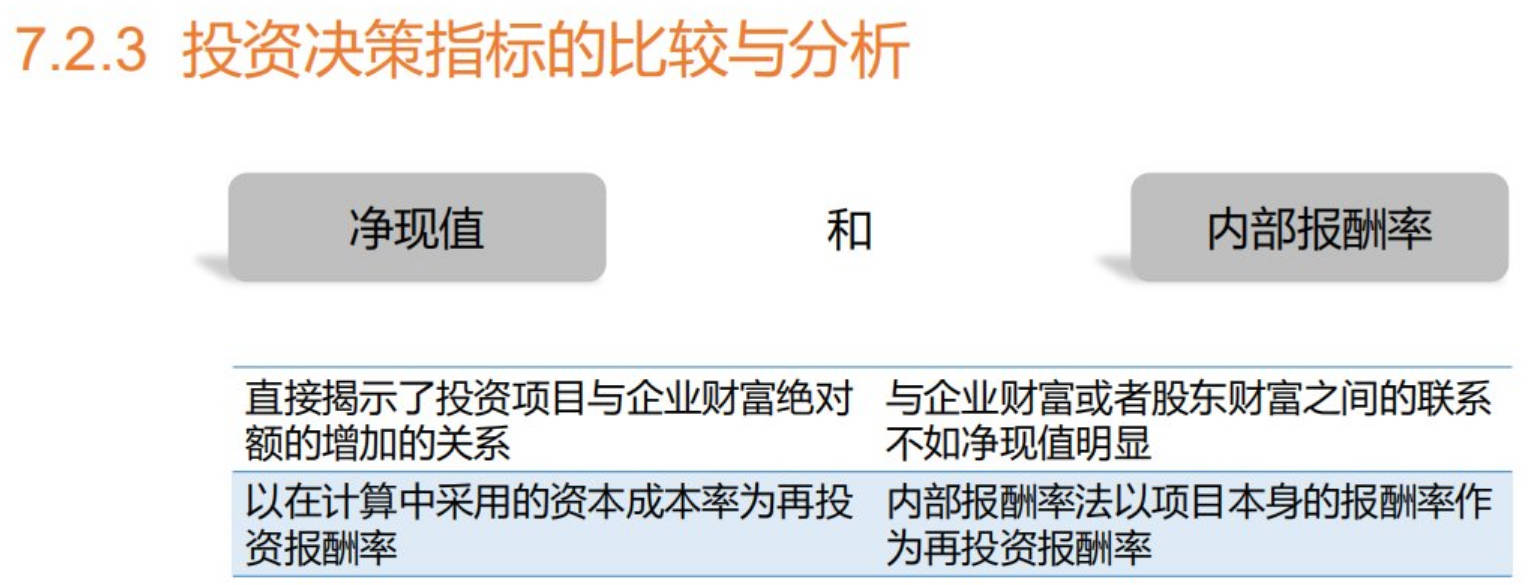 7.2.3 投资决策指标的比较与分析
净现值
和
内部报酬率
直接揭示了投资项目与企业财富绝对
额的增加的关系
与企业财富或者股东财富之间的联系
不如净现值明显
以在计算中采用的资本成本率为再投
资报酬率
内部报酬率法以项目本身的报酬率作
为再投资报酬率